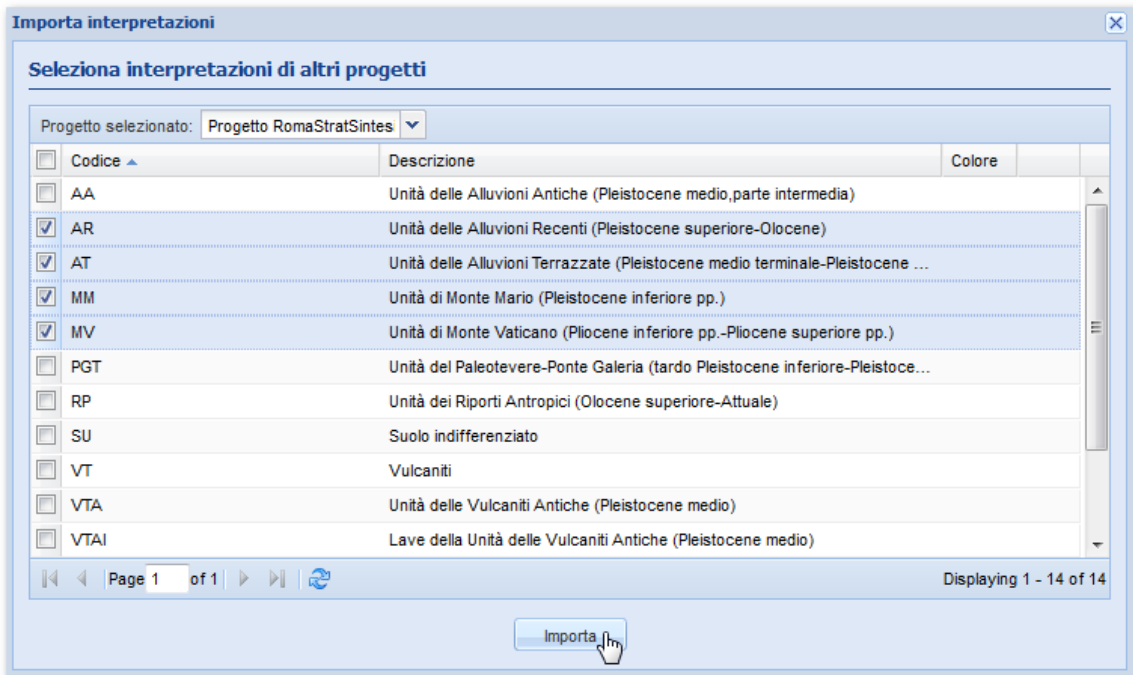 Importa interpretazioni
Seleziona interpretazioni di altri progetti
Progetto selezionato: Progetto RomaStratSintes
Codice Descrizione Colore
AA Unità delle Alluvioni Antiche (Pleistocene medio,parte intermedia)
AR Unità delle Alluvioni Recenti (Pleistocene superiore-Olocene)
AT Unità delle Alluvioni Terrazzate (Pleistocene medio terminale-Pleistocene ...
MM Unità di Monte Mario (Pleistocene inferiore pp.)
MV Unità di Monte Vaticano (Pliocene inferiore pp.-Pliocene superiore pp.)
PGT Unità del Paleotevere-Ponte Galeria (tardo Pleistocene inferiore-Pleistoce...
RP Unità dei Riporti Antropici (Olocene superiore-Attuale)
SU Suolo indifferenziato
VT Vulcaniti
VTA Unità delle Vulcaniti Antiche (Pleistocene medio)
VTAI Lave della Unità delle Vulcaniti Antiche (Pleistocene medio)
Page 1 of 1 Displaying 1 - 14 of 14
Importa